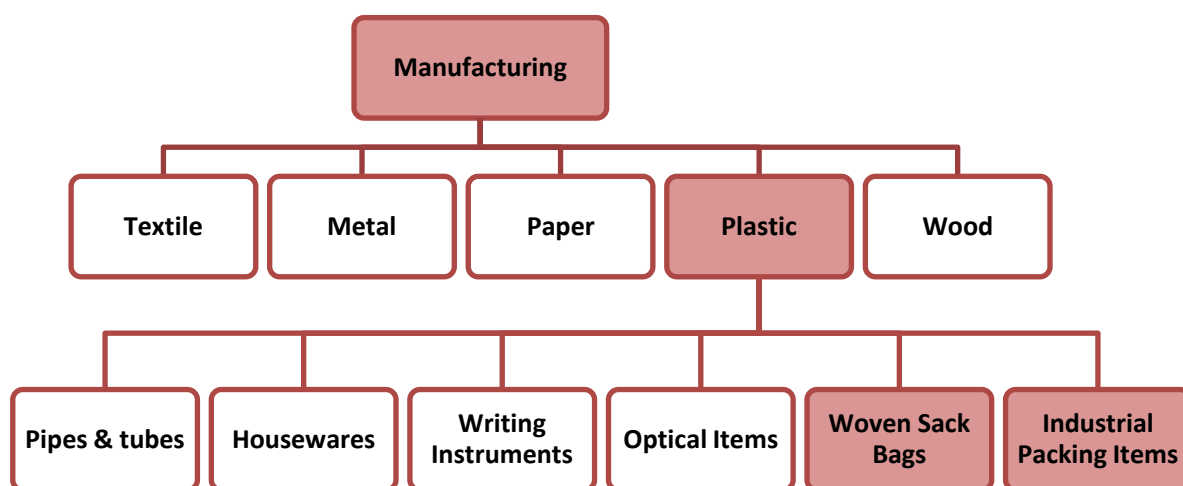 Manufacturing
Textile
Metal
Paper
Plastic
Wood
Pipes & tubes
Housewares
Writing
Instruments
Optical Items
Woven Sack
Bags
Industrial
Packing Items